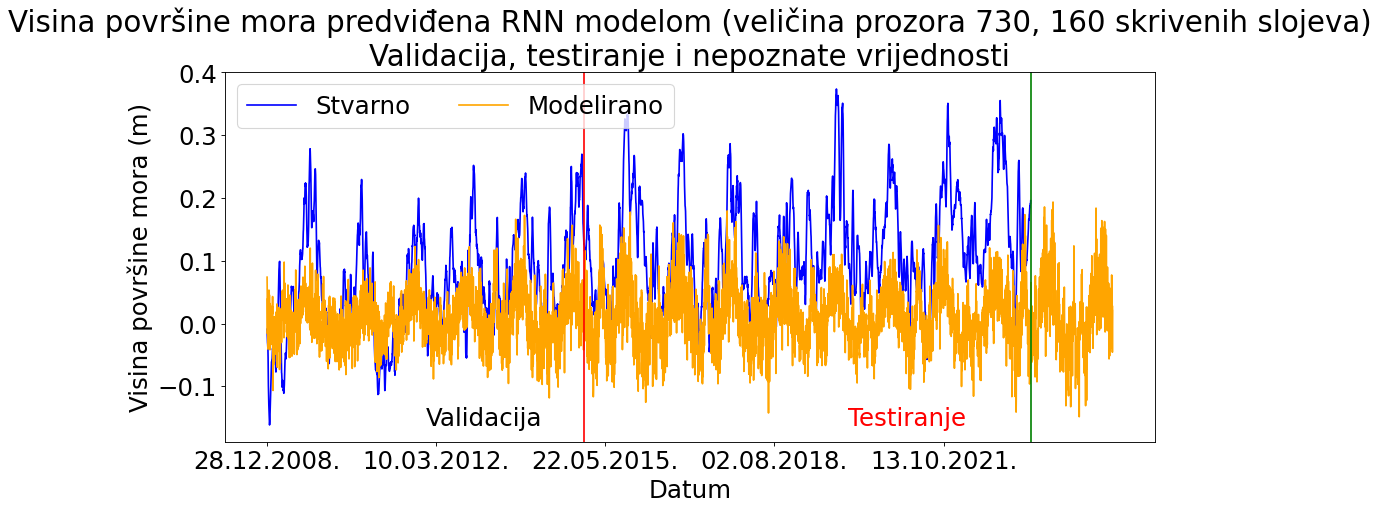 Visina površine mora predviđena RNN modelom (veličina prozora 730, 160 skrivenih slojeva)
Validacija, testiranje i nepoznate vrijednosti
Stvarno
Modelirano
Visina površine mora (m)
0.4
0.3
0.2
0.1
0.0
−0.1
Validacija
Testiranje
28.12.2008.
10.03.2012.
22.05.2015.
02.08.2018.
13.10.2021.
Datum